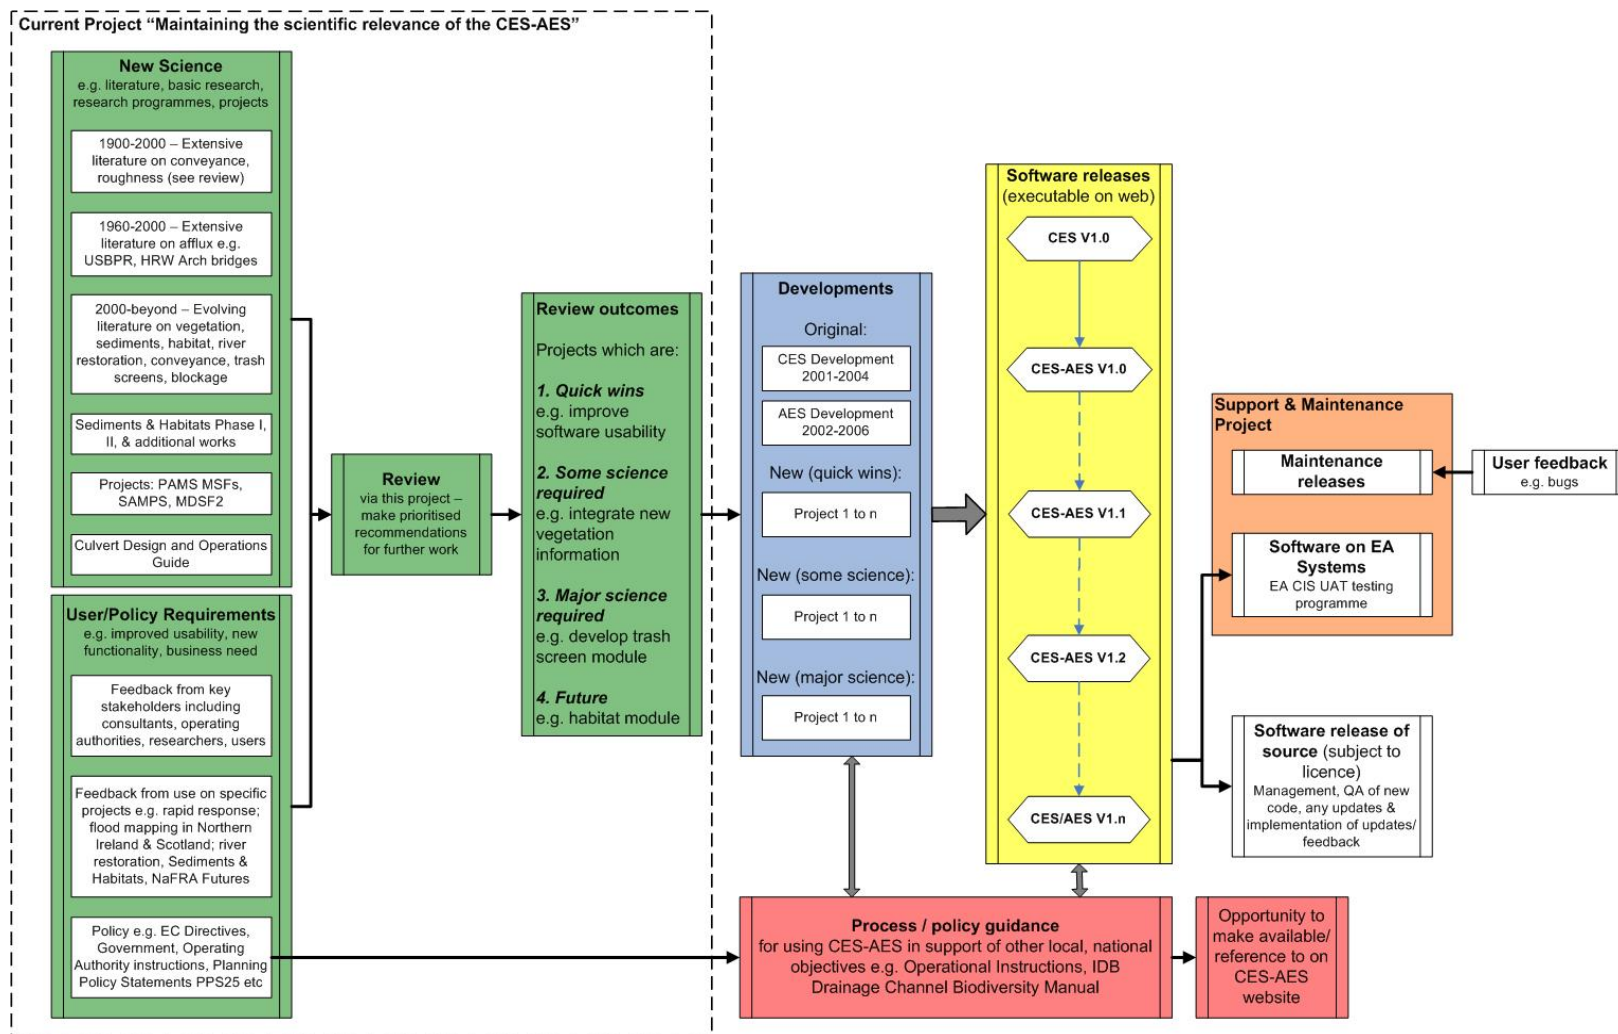 Current Project “Maintaining the scientific relevance of the CES-AES”
New Science
e.g. literature, basic research,
research programmes, projects
1900-2000 – Extensive
literature on conveyance,
roughness (see review)
1960-2000 – Extensive
literature on afflux e.g.
USBPR, HRW Arch bridges
2000-beyond – Evolving
literature on vegetation,
sediments, habitat, river
restoration, conveyance, trash
screens, blockage
Sediments & Habitats Phase I,
II, & additional works
Projects: PAMS MSFs,
SAMPS, MDSF2
Culvert Design and Operations
Guide
User/Policy Requirements
e.g. improved usability, new
functionality, business need
Feedback from key
stakeholders including
consultants, operating
authorities, researchers, users
Feedback from use on specific
projects e.g. rapid response;
flood mapping in Northern
Ireland & Scotland; river
restoration, Sediments &
Habitats, NaFRA Futures
Policy e.g. EC Directives,
Government, Operating
Authority instructions, Planning
Policy Statements PPS25 etc
Review
via this project –
make prioritised
recommendations
for further work
Review outcomes
Projects which are:
1. Quick wins
e.g. improve
software usability
2. Some science
required
e.g. integrate new
vegetation
information
3. Major science
required
e.g. develop trash
screen module
4. Future
e.g. habitat module
Developments
Original:
CES Development
2001-2004
AES Development
2002-2006
New (quick wins):
Project 1 to n
New (some science):
Project 1 to n
New (major science):
Project 1 to n
Software releases
(executable on web)
CES V1.0
CES-AES V1.0
CES-AES V1.1
CES-AES V1.2
CES/AES V1.n
Support & Maintenance
Project
Maintenance
releases
Software on EA
Systems
EA CIS UAT testing
programme
User feedback
e.g. bugs
Software release of
source (subject to
licence)
Management, QA of new
code, any updates &
implementation of updates/
feedback
Process / policy guidance
for using CES-AES in support of other local, national
objectives e.g. Operational Instructions, IDB
Drainage Channel Biodiversity Manual
Opportunity to
make available/
reference to on
CES-AES
website